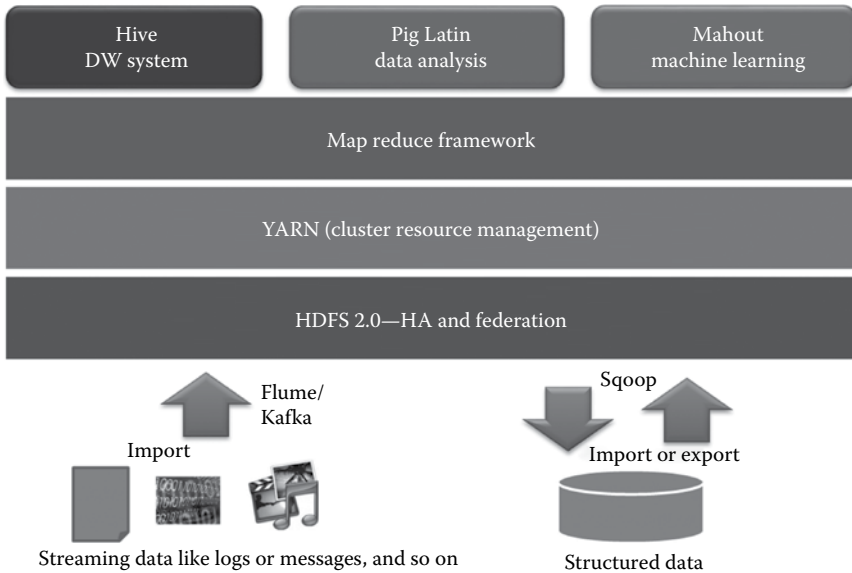 Hive
DW system
Pig Latin
data analysis
Mahout
machine learning
Map reduce framework
YARN (cluster resource management)
HDFS 2.0—HA and federation
Flume/
Kafka
Import
Sqoop
Import or export
Streaming data like logs or messages, and so on
Structured data